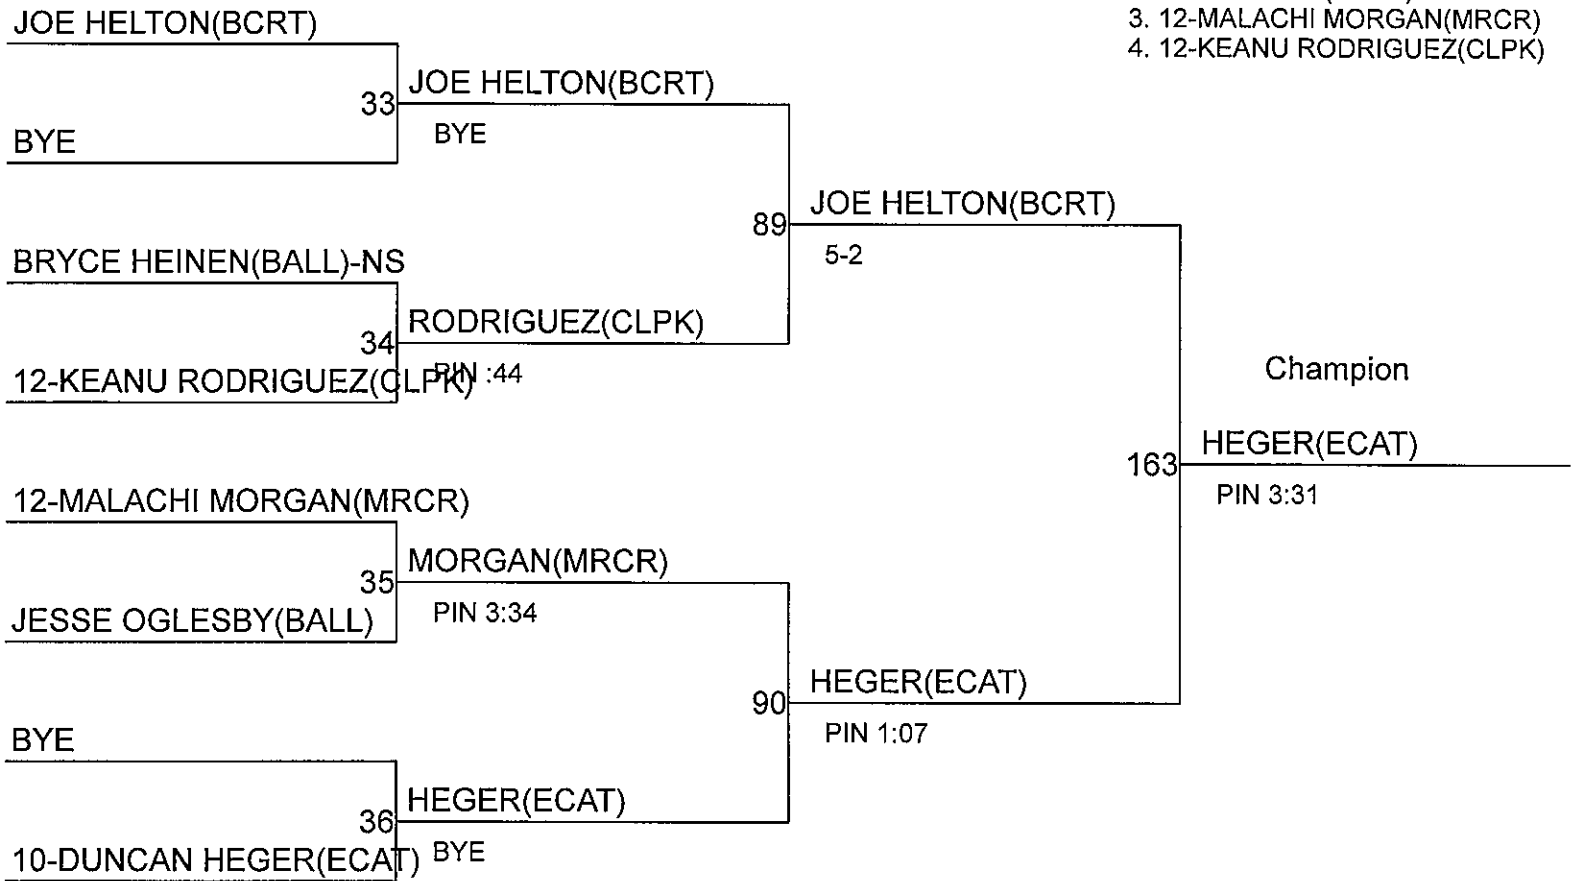 3. 12-MALACHI MORGAN(MRCR)
4. 12-KEANU RODRIGUEZ(CLPK)
JOE HELTON(BCRT)
33
JOE HELTON(BCRT)
BYE
BYE
89
JOE HELTON(BCRT)
5-2
BRYCE HEINEN(BALL)-NS
34
RODRIGUEZ(CLPK)
PIN :44
12-KEANU RODRIGUEZ(CLPK)
Champion
163
HEGER(ECAT)
PIN 3:31
12-MALACHI MORGAN(MRCR)
35
MORGAN(MRCR)
PIN 3:34
JESSE OGLESBY(BALL)
90
HEGER(ECAT)
PIN 1:07
BYE
36
HEGER(ECAT)
BYE
10-DUNCAN HEGER(ECAT)